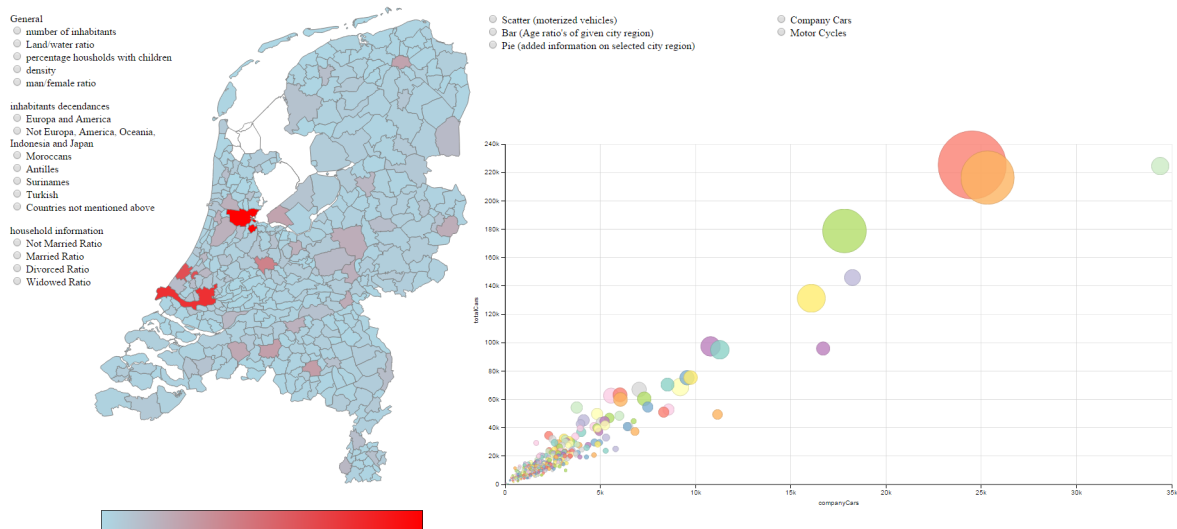 General
number of inhabitants
Land/water ratio
percentage housholds with children
density
man/female ratio
inhabitants decendances
Europe and America
Not Europa, America, Oceania,
Indonesia and Japan
Moroccans
Antilles
Surinames
Turkish
Countries not mentioned above
household information
Not Married Ratio
Married Ratio
Divorced Ratio
Widowed Ratio
Scatter (moterized vehicles)
Bar (Age ratio's of given city region)
Pie (added information on selected city region)
Company Cars
Motor Cycles
240k
220k
200k
180k
160k
140k
120k
100k
80k
60k
40k
20k
0
totalCars
0
5k
10k
15k
20k
25k
30k
35k
companyCars